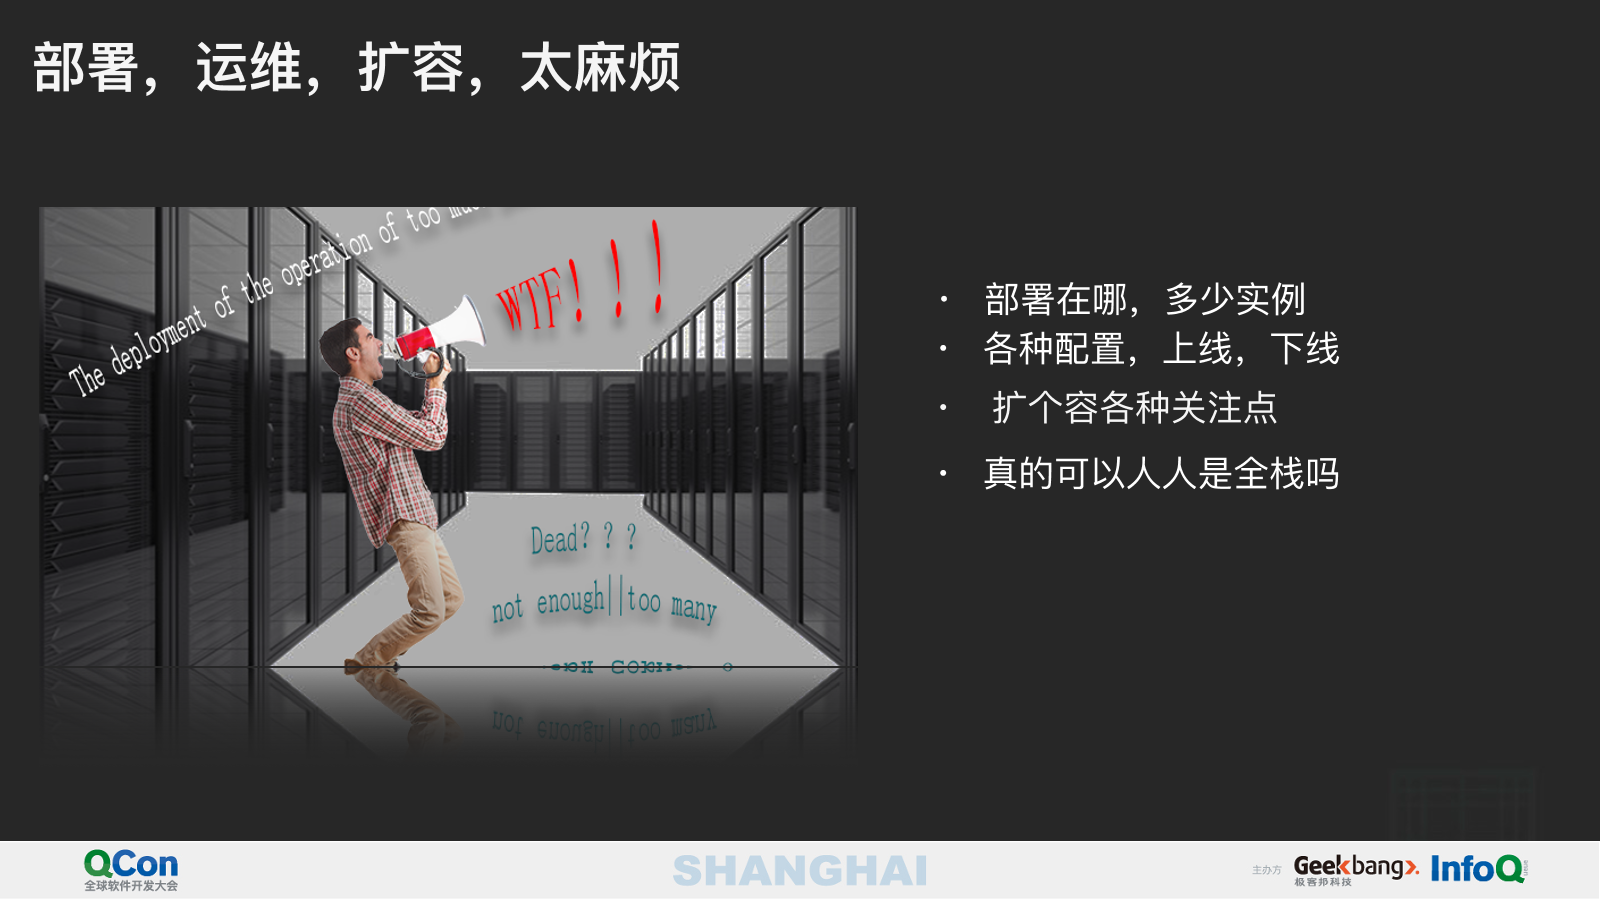 部署，运维，扩容，太麻烦
The deployment of the operation of too
WTF！！！
Dead？？？
not enough||too many
• 部署在哪，多少实例
• 各种配置，上线，下线
• 扩个容各种关注点
• 真的可以人人是全栈吗
QCon
全球软件开发大会
SHANGHAI
主办方
Geekbang>.
极客邦科技
InfoQ